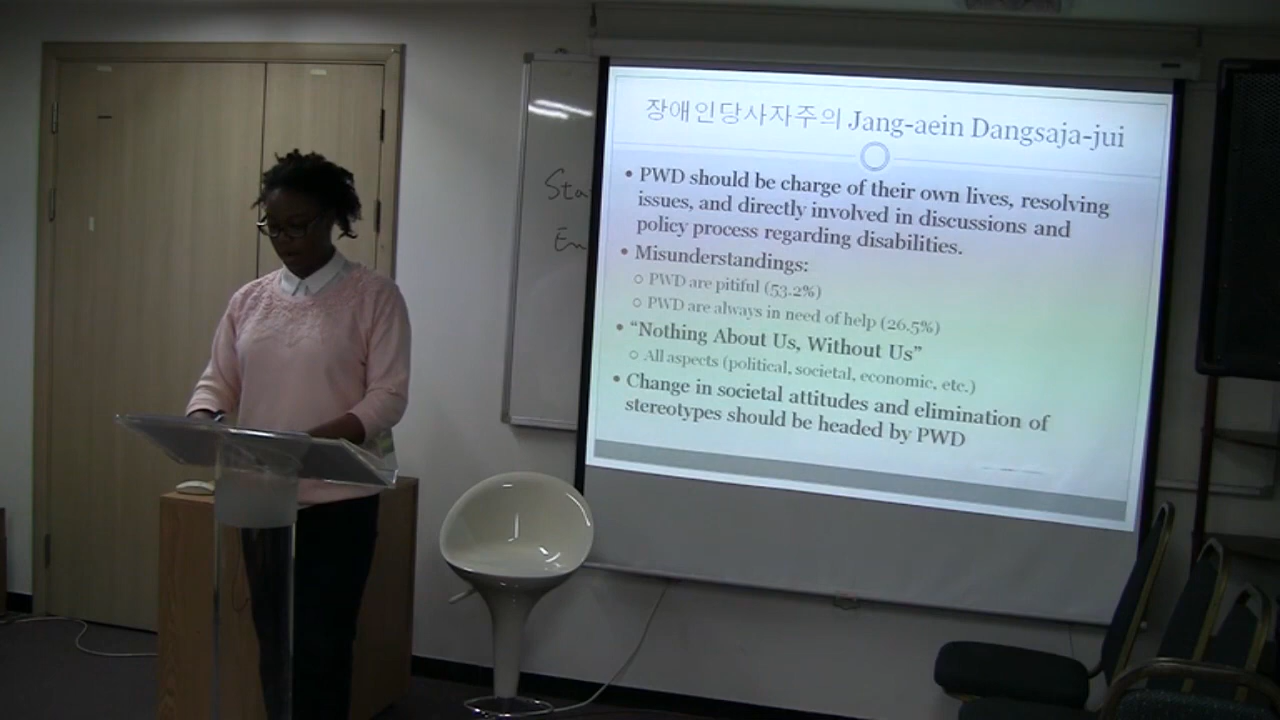 장애인당사자주의 Jang-aein Dangsaja-jui
• PWD should be charge of their own lives, resolving
issues, and directly involved in discussions and
policy process regarding disabilities.
• Misunderstandings:
○ PWD are pitiful (53.2%)
○ PWD are always in need of help (26.5%)
• “Nothing About Us, Without Us”
○ All aspects (political, societal, economic, etc.)
• Change in societal attitudes and elimination of
stereotypes should be headed by PWD